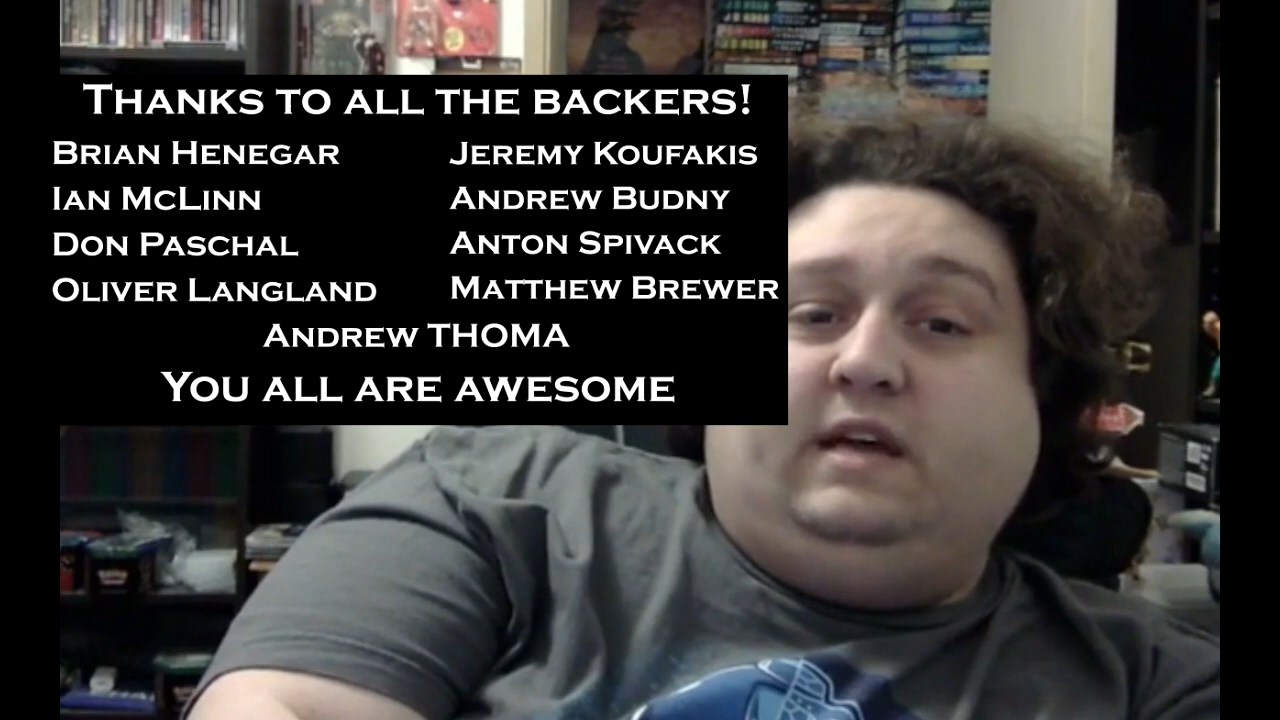 Thanks to all the backers!
Brian Henegar Jeremy Koufakis
Ian McLinn Andrew Budny
Don Paschal Anton Spivack
Oliver Langland Matthew Brewer
Andrew THOMA
You all are awesome